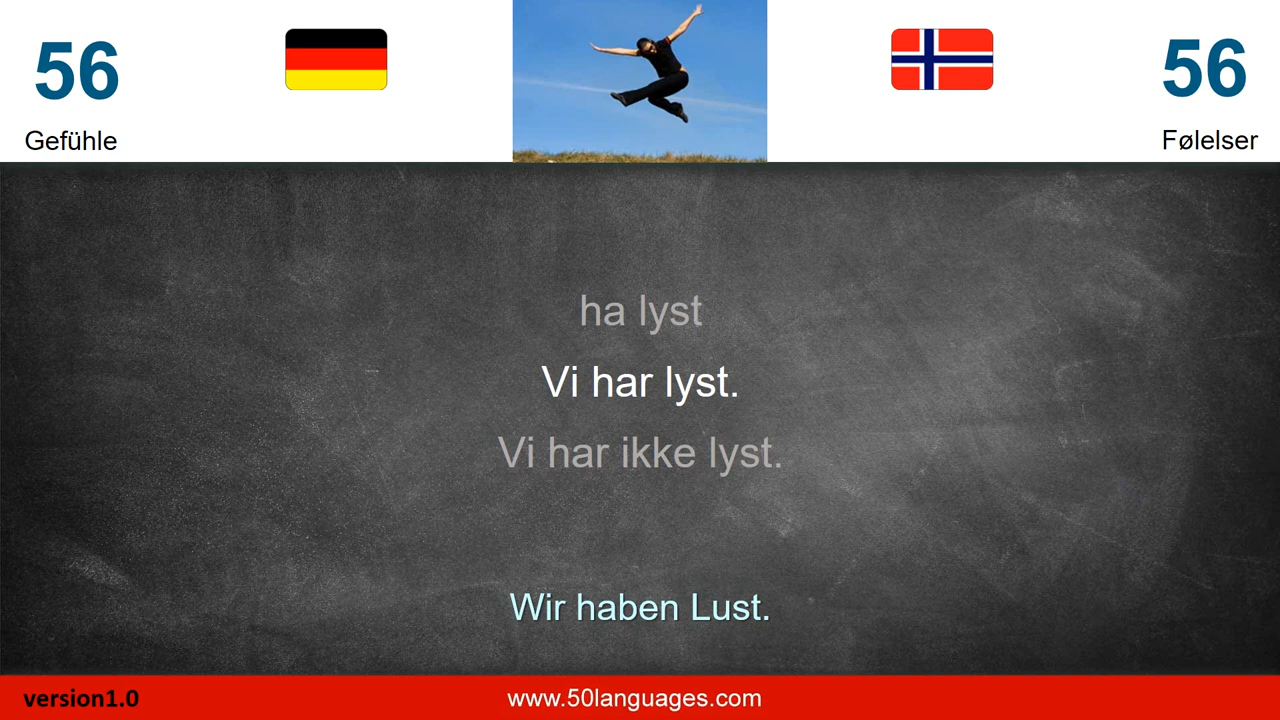 56
Gefühle
56
Følelser
ha lyst
Vi har lyst.
Vi har ikke lyst.
Wir haben Lust.
version1.0
www.50languages.com